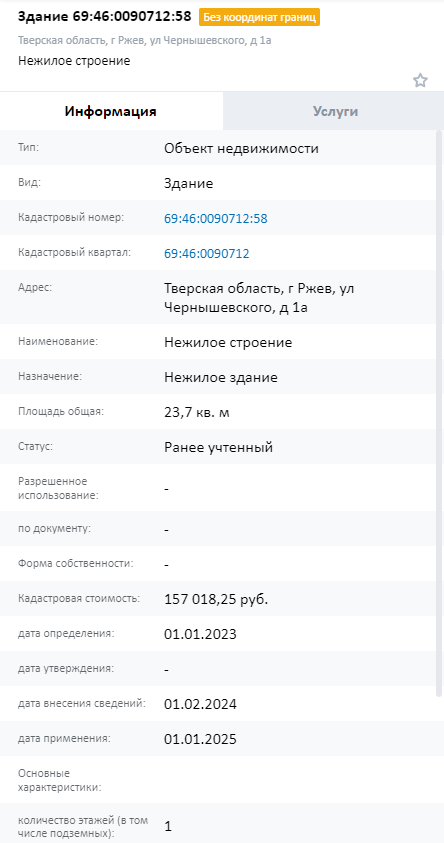 Здание 69:46:0090712:58 Без координат границ
Тверская область, г Ржев, ул Чернышевского, д 1а
Нежилое строение
Информация Услуги
Тип: Объект недвижимости
Вид: Здание
Кадастровый номер: 69:46:0090712:58
Кадастровый квартал: 69:46:0090712
Адрес: Тверская область, г Ржев, ул
Чернышевского, д 1а
Наименование: Нежилое строение
Назначение: Нежилое здание
Площадь общая: 23,7 кв. м
Статус: Ранее учтенный
Разрешенное
использование: -
по документу: -
Форма собственности: -
Кадастровая стоимость: 157 018,25 руб.
дата определения: 01.01.2023
дата утверждения: -
дата внесения сведений: 01.02.2024
дата применения: 01.01.2025
Основные
характеристики:
количество этажей (в том
числе подземных): 1